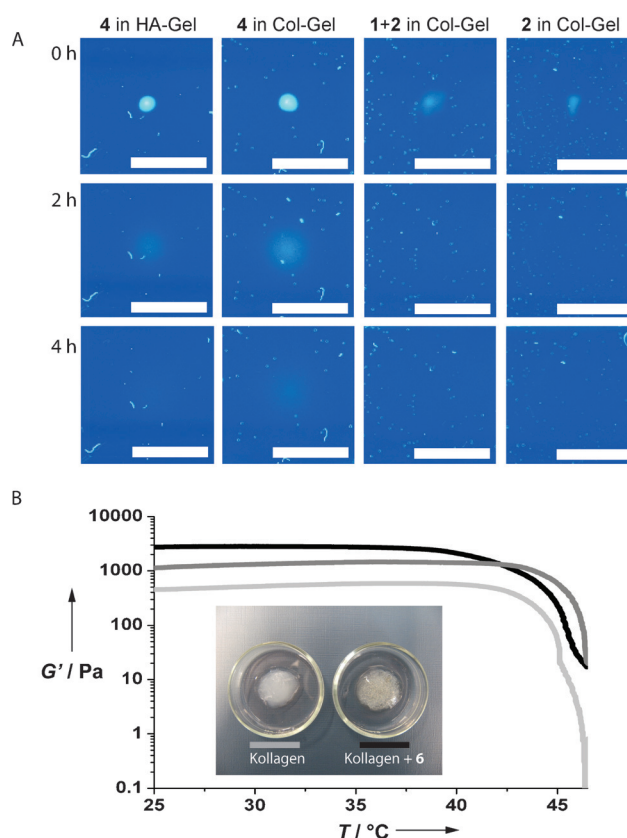 A
4 in HA-Gel
4 in Col-Gel
1+2 in Col-Gel
2 in Col-Gel
0 h
2 h
4 h
B
10000
1000
100
10
1
0.1
G' / Pa
Kollagen
Kollagen + 6
25
30
35
40
45
T / °C